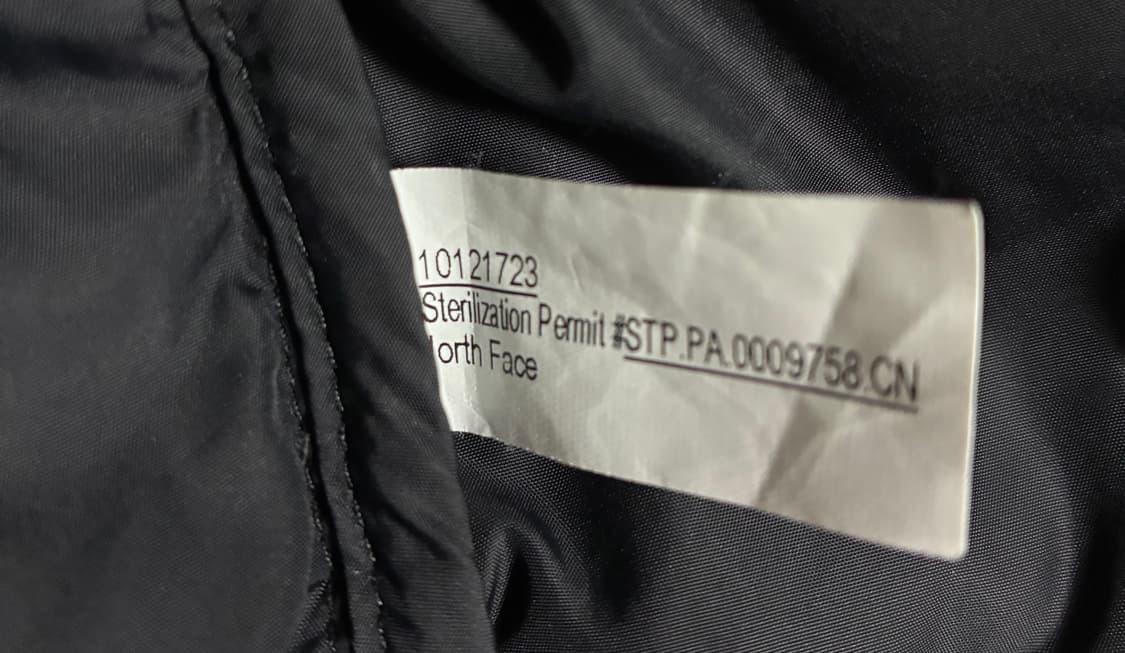 10121723
Sterilization Permit #STP.PA.0009758.CN
orth Face